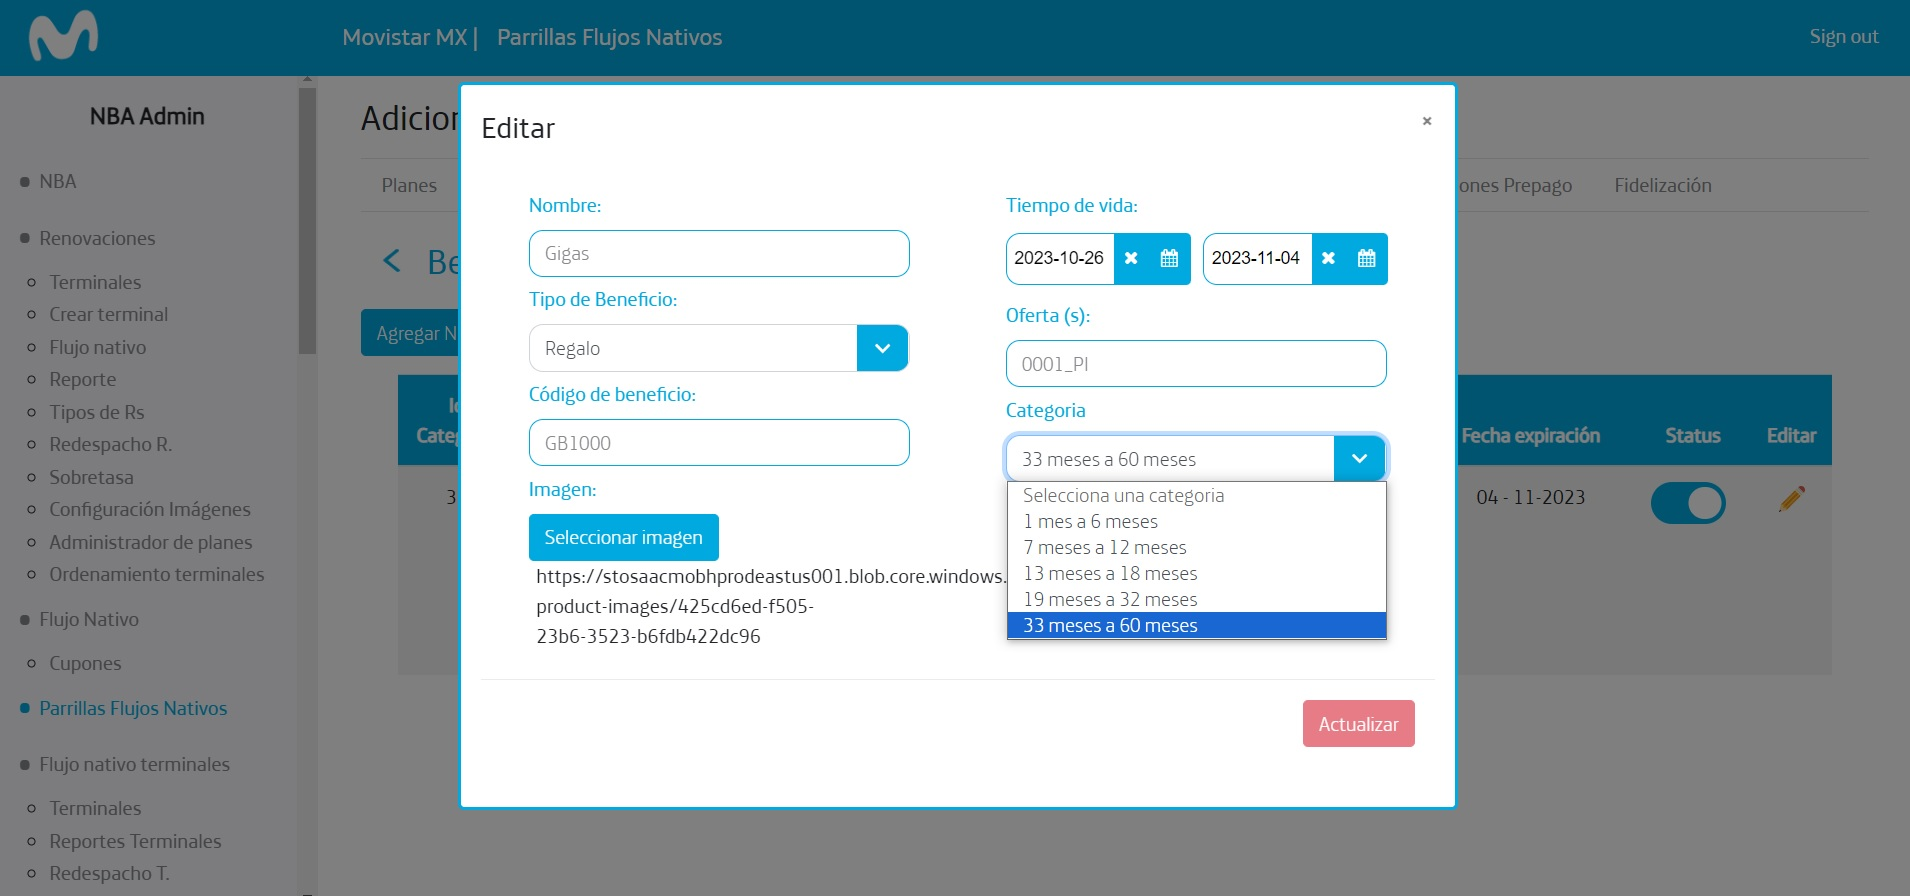 Movistar MX | Parrillas Flujos Nativos
Sign out
NBA Admin
NBA
Renovaciones
Terminales
Crear terminal
Flujo nativo
Reporte
Tipos de Rs
Redespacho R.
Sobretasa
Configuración Imágenes
Administrador de planes
Ordenamiento terminales
Flujo Nativo
Cupones
Parrillas Flujos Nativos
Flujo nativo terminales
Terminales
Reportes Terminales
Redespacho T.
Adicion
Planes
ones Prepago
Fidelización
Be
Agregar N
Id
Categ
Fecha expiración
Status
Editar
3
04 - 11-2023
Editar
×
Nombre:
Gigas
Tipo de Beneficio:
Regalo
Código de beneficio:
GB1000
Imagen:
Seleccionar imagen
https://stosaacmobhprodeastus001.blob.core.windows.
product-images/425cd6ed-f505-
23b6-3523-b6fdb422dc96
Tiempo de vida:
2023-10-26
2023-11-04
Oferta (s):
0001_PI
Categoria
33 meses a 60 meses
Selecciona una categoria
1 mes a 6 meses
7 meses a 12 meses
13 meses a 18 meses
19 meses a 32 meses
33 meses a 60 meses
Actualizar